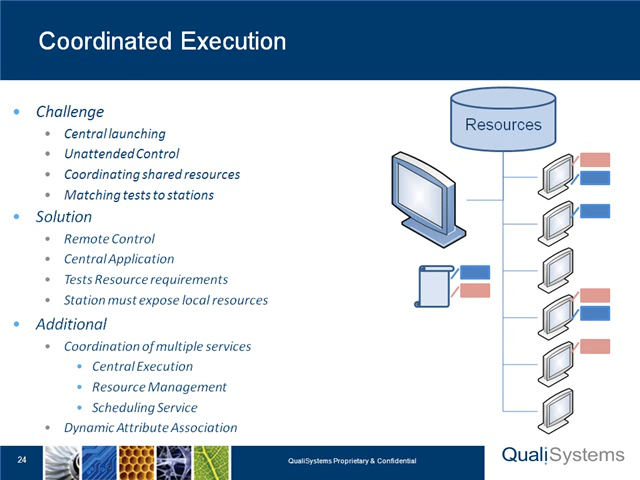 Coordinated Execution
• Challenge
• Central launching
• Unattended Control
• Coordinating shared resources
• Matching tests to stations
• Solution
• Remote Control
• Central Application
• Tests Resource requirements
• Station must expose local resources
• Additional
• Coordination of multiple services
• Central Execution
• Resource Management
• Scheduling Service
• Dynamic Attribute Association
Resources
24
QualiSystems Proprietary & Confidential
QualiSystems